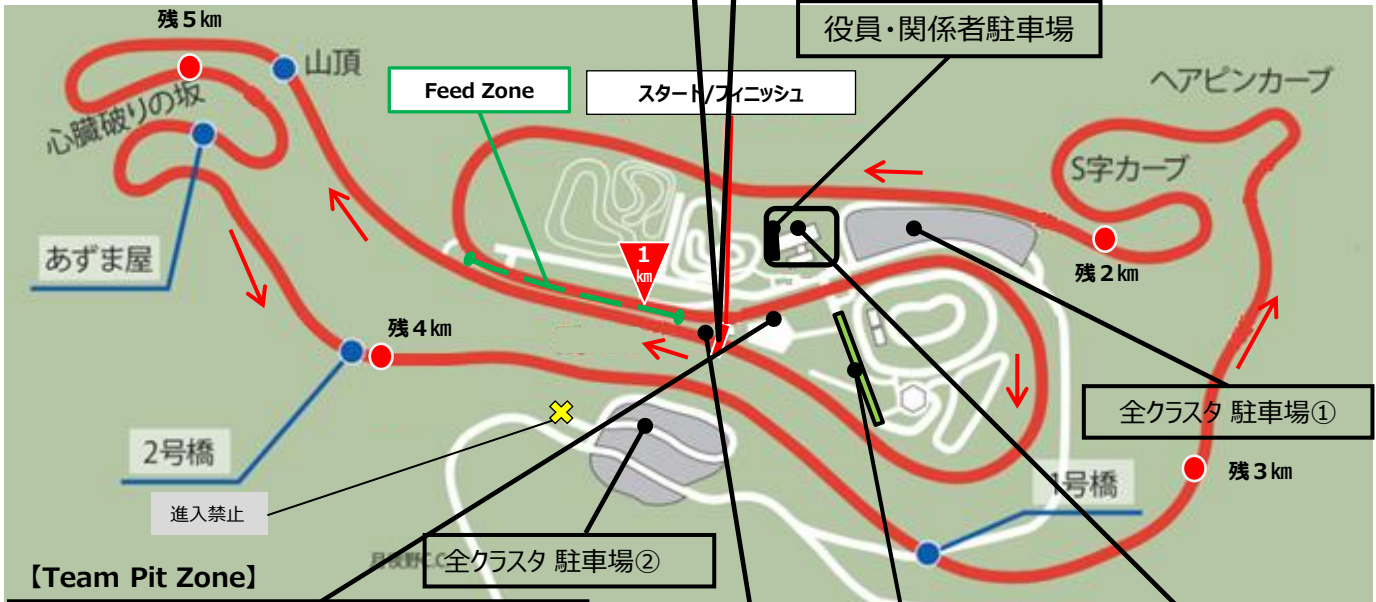 残５㎞
役員・関係者駐車場
山頂
Feed Zone
スタート/フィニッシュ
ヘアピンカーブ
心臓破りの坂
S字カーブ
あずま屋
1
km
残２㎞
残４㎞
全クラスタ 駐車場①
2号橋
残３㎞
進入禁止
1号橋
全クラスタ 駐車場②
【Team Pit Zone】